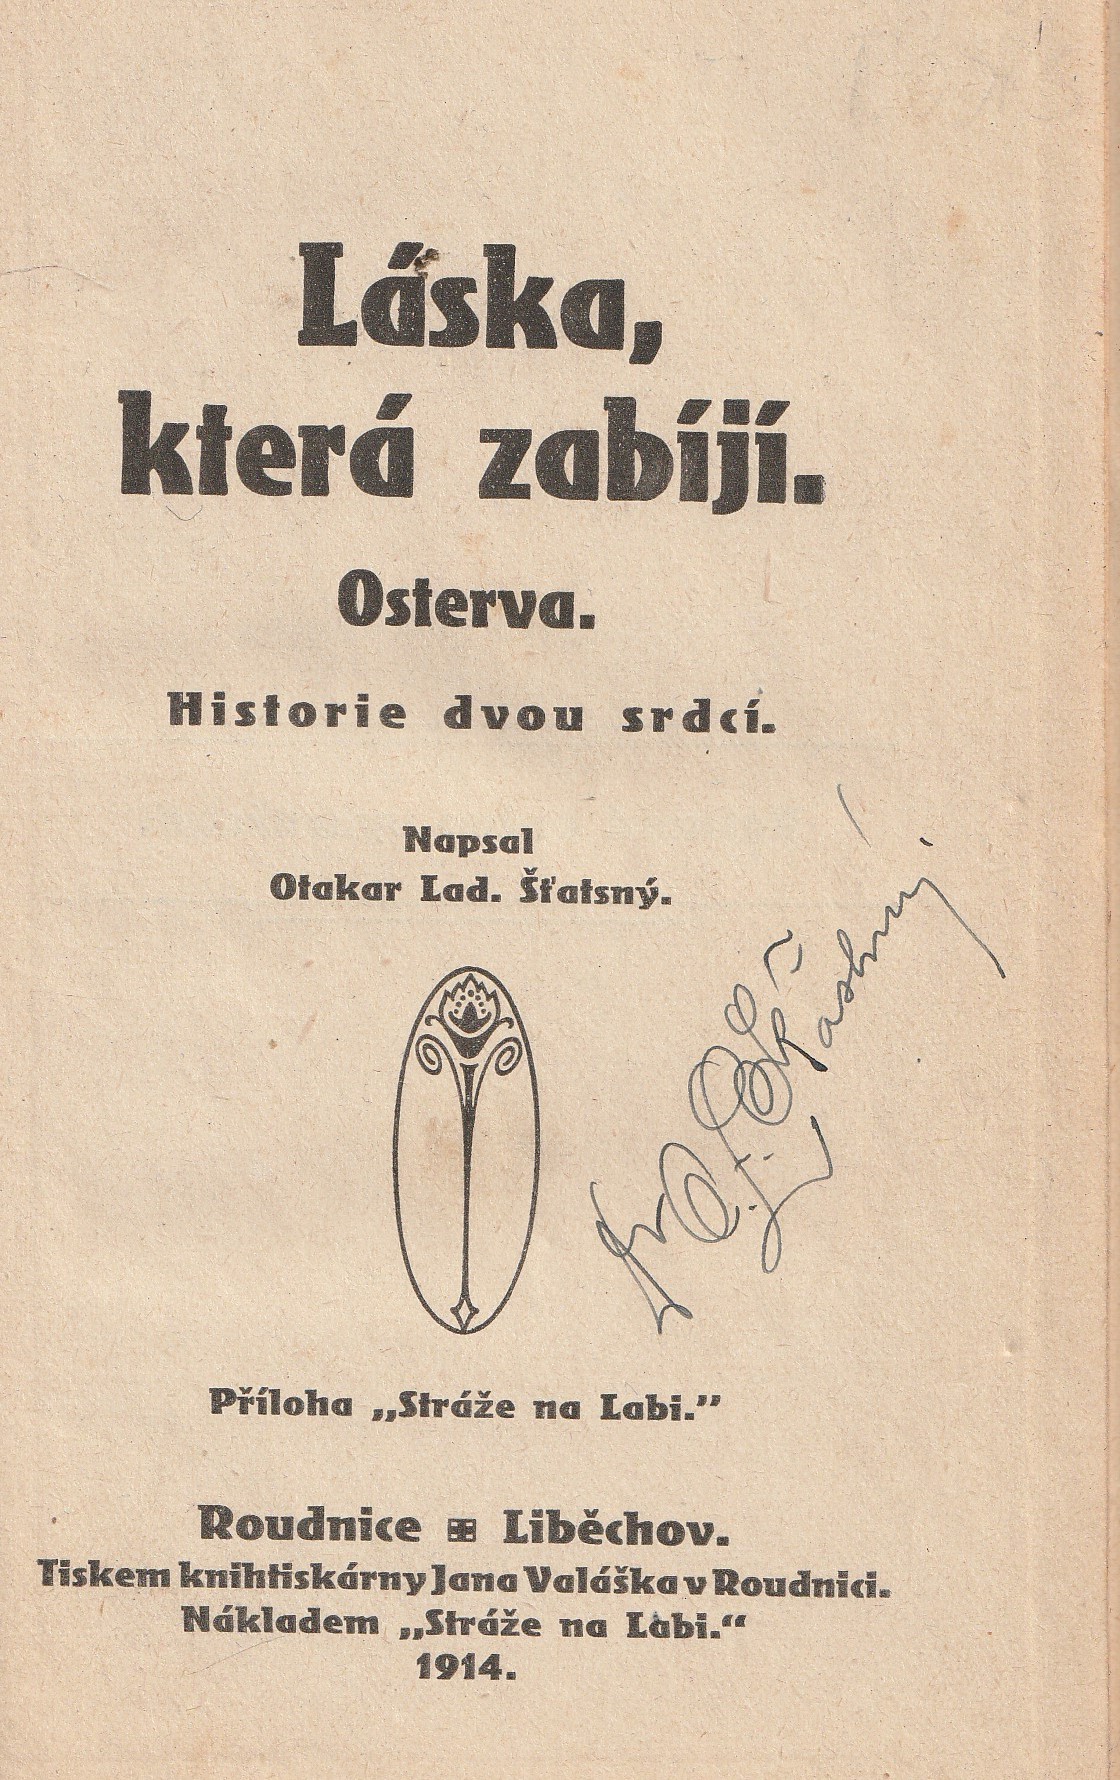 Láska,
která zabíjí.
Osterva.
Historie dvou srdcí.
Napsal
Otakar Lad. Šťatsný.
Příloha „Stráže na Labi.”
Roudnice Liběchov.
Tiskem knihtiskárny Jana Valáška v Roudnici.
Nákladem „Stráže na Labi.“
1914.